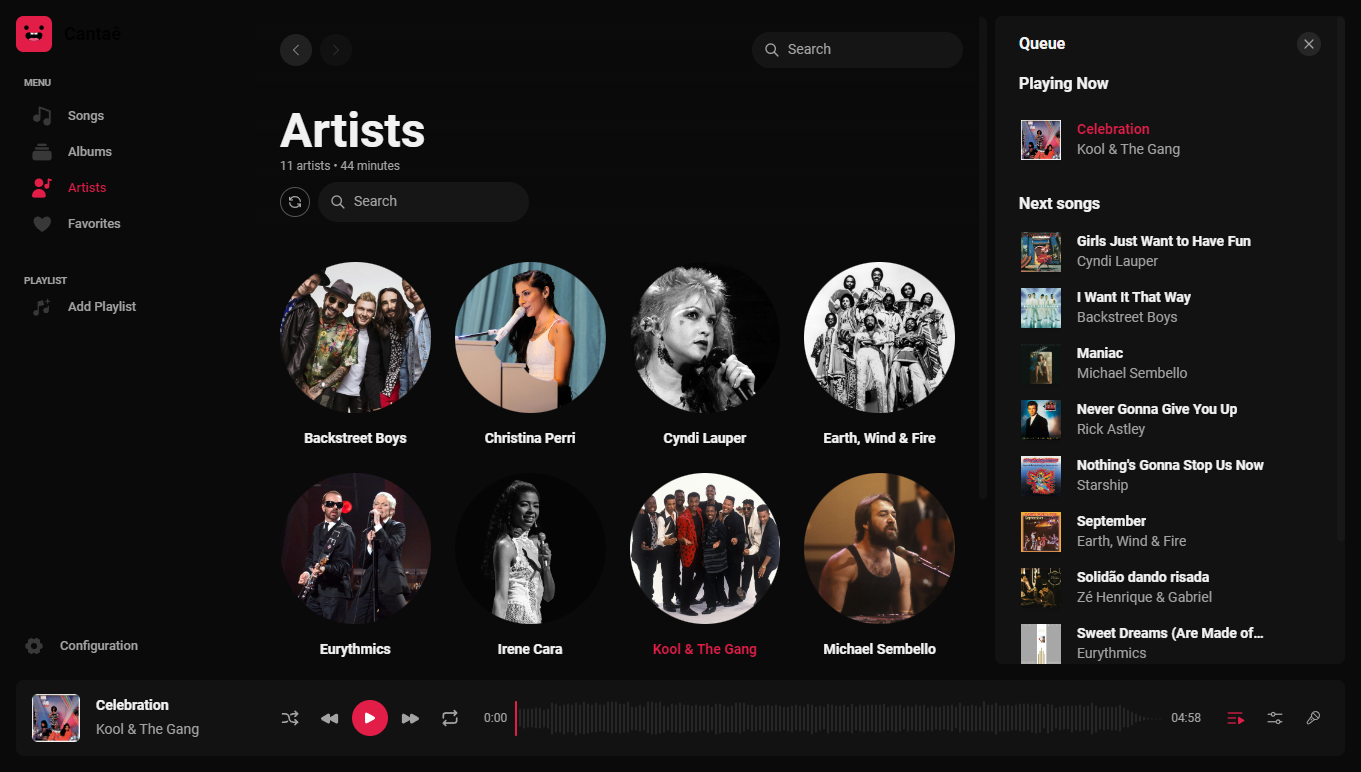 Cantaê
MENU
Songs
Albums
Artists
Favorites
PLAYLIST
Add Playlist
Configuration
Search
Artists
11 artists • 44 minutes
Search
Backstreet Boys
Christina Perri
Cyndi Lauper
Earth, Wind & Fire
Eurythmics
Irene Cara
Kool & The Gang
Michael Sembello
Queue
Playing Now
Celebration
Kool & The Gang
Next songs
Girls Just Want to Have Fun
Cyndi Lauper
I Want It That Way
Backstreet Boys
Maniac
Michael Sembello
Never Gonna Give You Up
Rick Astley
Nothing's Gonna Stop Us Now
Starship
September
Earth, Wind & Fire
Solidão dando risada
Zé Henrique & Gabriel
Sweet Dreams (Are Made of...
Eurythmics
Celebration
Kool & The Gang
0:00
04:58